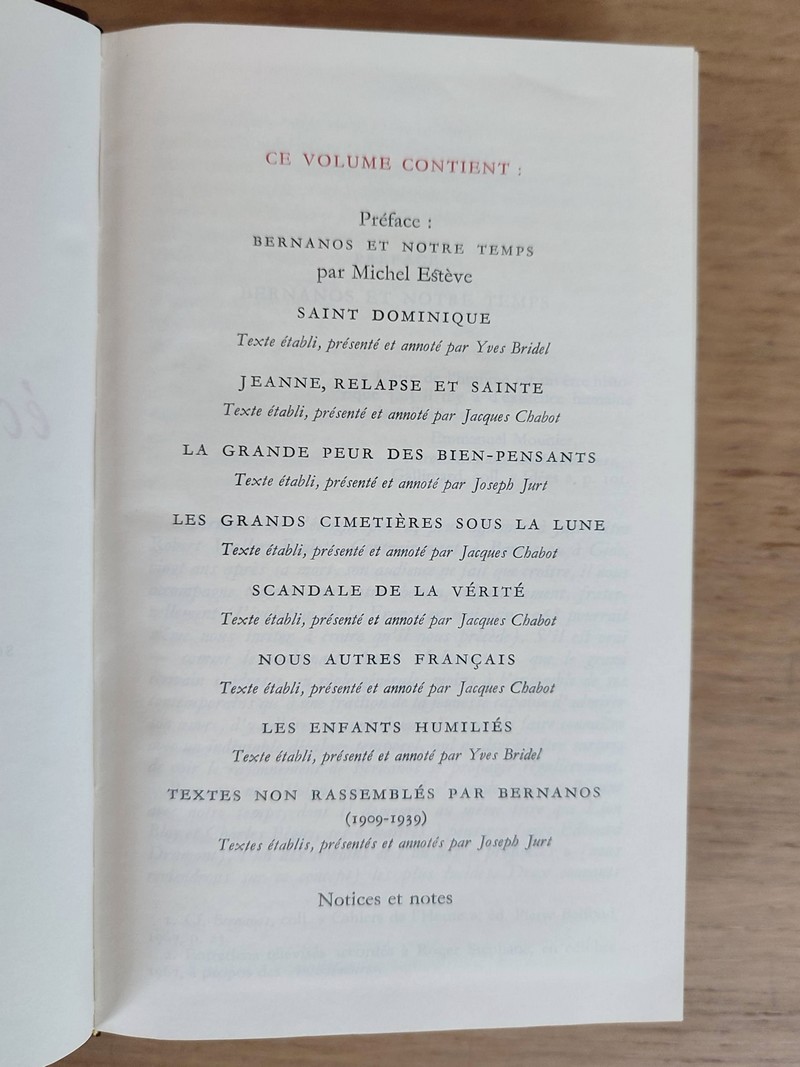 CE VOLUME CONTIENT :
Préface :
BERNANOS ET NOTRE TEMPS
par Michel Estève
SAINT DOMINIQUE
Texte établi, présenté et annoté par Yves Bridel
JEANNE, RELAPSE ET SAINTE
Texte établi, présenté et annoté par Jacques Chabot
LA GRANDE PEUR DES BIEN-PENSANTS
Texte établi, présenté et annoté par Joseph Jurt
LES GRANDS CIMETIÈRES SOUS LA LUNE
Texte établi, présenté et annoté par Jacques Chabot
SCANDALE DE LA VÉRITÉ
Texte établi, présenté et annoté par Jacques Chabot
NOUS AUTRES FRANÇAIS
Texte établi, présenté et annoté par Jacques Chabot
LES ENFANTS HUMILIÉS
Texte établi, présenté et annoté par Yves Bridel
TEXTES NON RASSEMBLÉS PAR BERNANOS
(1909-1939)
Textes établis, présentés et annotés par Joseph Jurt
Notices et notes